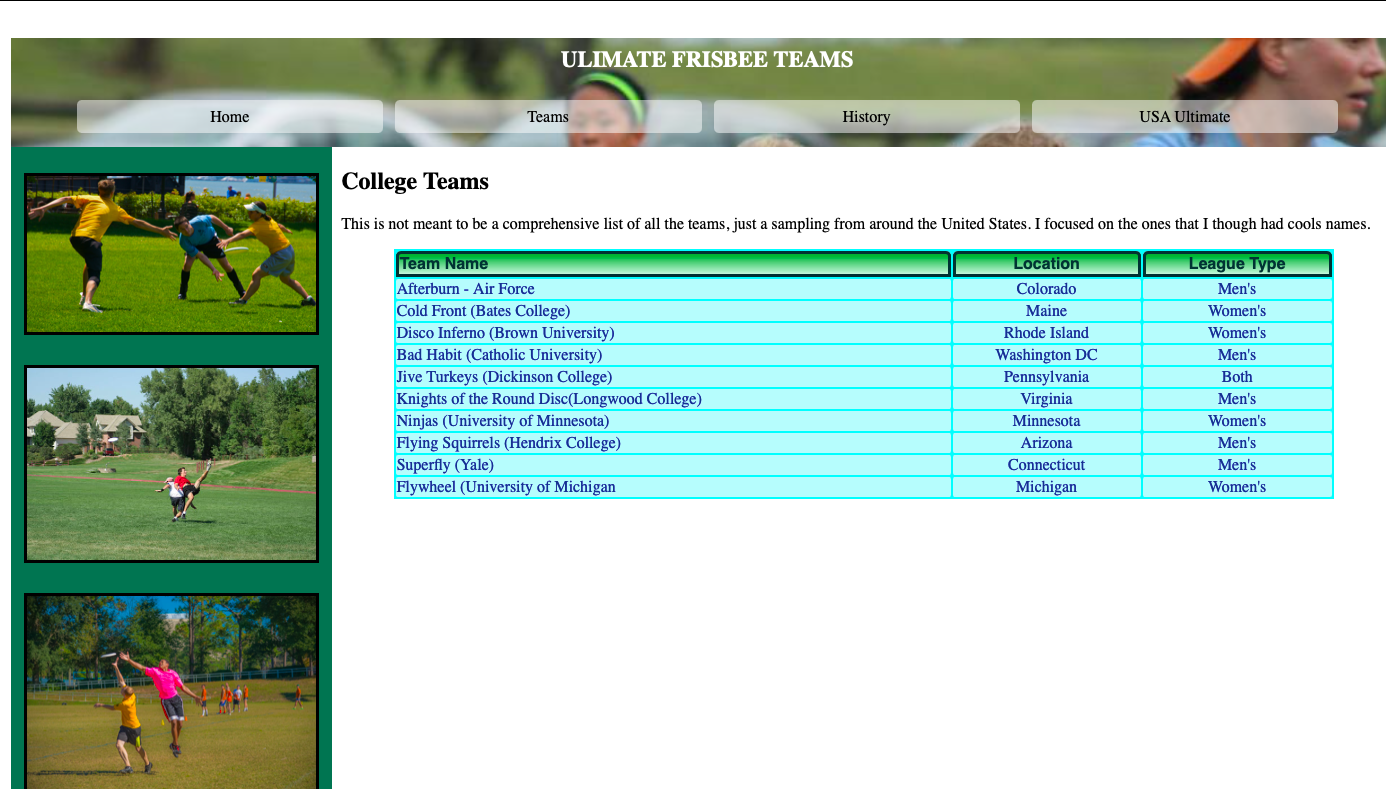 ULIMATE FRISBEE TEAMS
Home Teams History USA Ultimate
College Teams
This is not meant to be a comprehensive list of all the teams, just a sampling from around the United States. I focused on the ones that I though had cools names.
Team Name Location League Type
Afterburn - Air Force Colorado Men's
Cold Front (Bates College) Maine Women's
Disco Inferno (Brown University) Rhode Island Women's
Bad Habit (Catholic University) Washington DC Men's
Jive Turkeys (Dickinson College) Pennsylvania Both
Knights of the Round Disc(Longwood College) Virginia Men's
Ninjas (University of Minnesota) Minnesota Women's
Flying Squirrels (Hendrix College) Arizona Men's
Superfly (Yale) Connecticut Men's
Flywheel (University of Michigan Michigan Women's